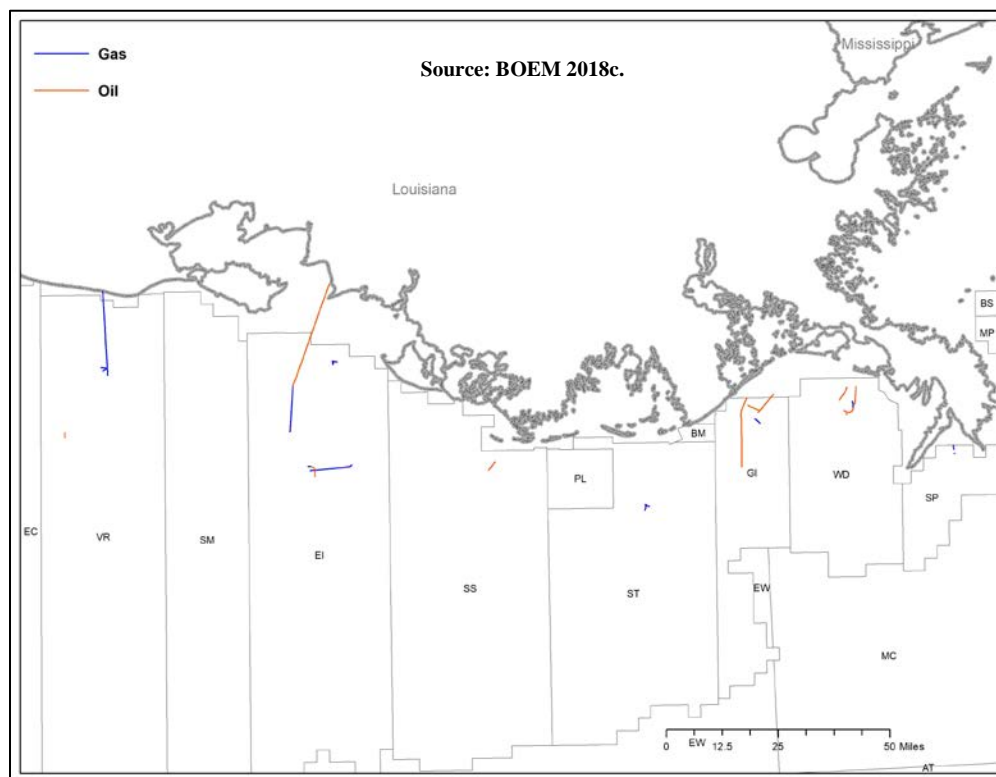 Gas
Oil
Source: BOEM 2018c.
Mississippi
Louisiana
BS
MP
BM
PL
GI
WD
SP
EC
VR
SM
EI
SS
ST
EW
MC
0 EW 12.5 25 50 Miles
AT